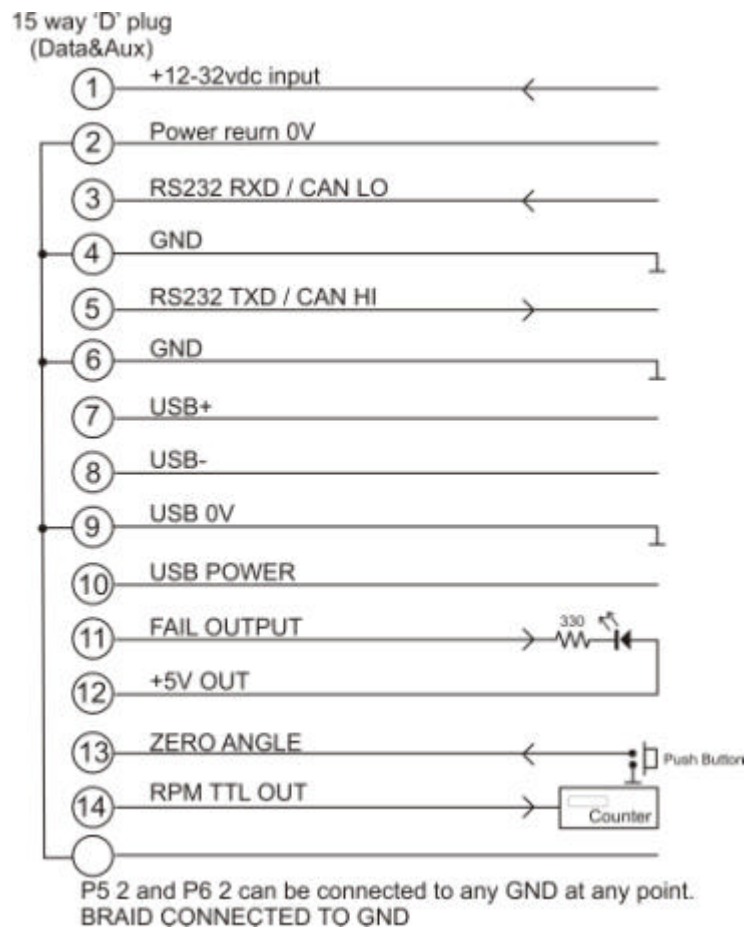 15 way 'D' plug
(Data&Aux)
1 +12-32vdc input
2 Power reurn 0V
3 RS232 RXD / CAN LO
4 GND
5 RS232 TXD / CAN HI
6 GND
7 USB+
8 USB-
9 USB 0V
10 USB POWER
11 FAIL OUTPUT 330
12 +5V OUT
13 ZERO ANGLE Push Button
14 RPM TTL OUT Counter
P5 2 and P6 2 can be connected to any GND at any point.
BRAID CONNECTED TO GND